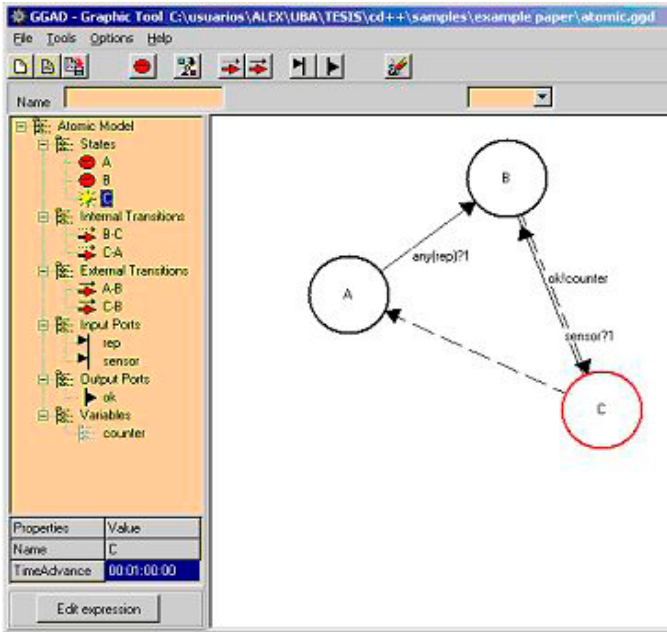 GGAD - Graphic Tool C:\usuarios\ALEX\UBA\TESIS\cd++\samples\example paper\atomic.ggd
File Tools Options Help
Name
Atomic Model
States
A
B
C
Internal Transitions
B-C
C-A
External Transitions
A-B
C-B
Input Ports
rep
sensor
Output Ports
ok
Variables
counter
Properties Value
Name C
TimeAdvance 00:01:00:00
Edit expression
B
any(rep)?1
A
ok!counter
sensor?1
C